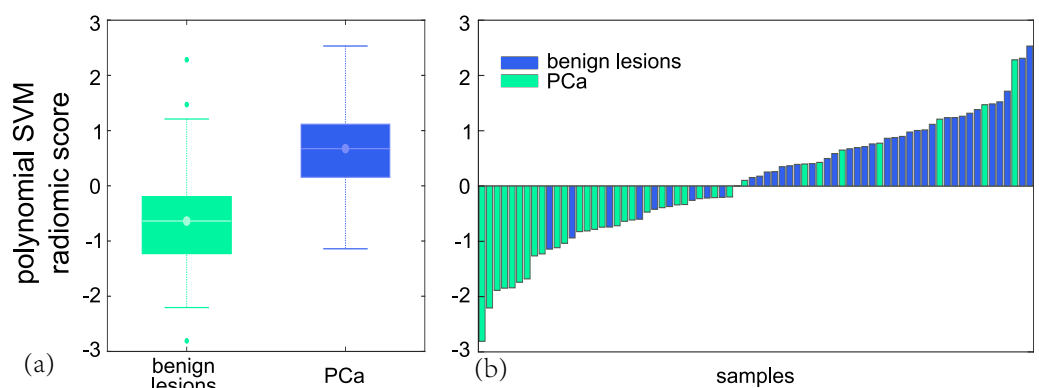 polynomial SVM
radiomic score
3
2
1
0
-1
-2
-3
benign
lesions
PCa
(a)
3
2
1
0
-1
-2
-3
benign lesions
PCa
samples
(b)